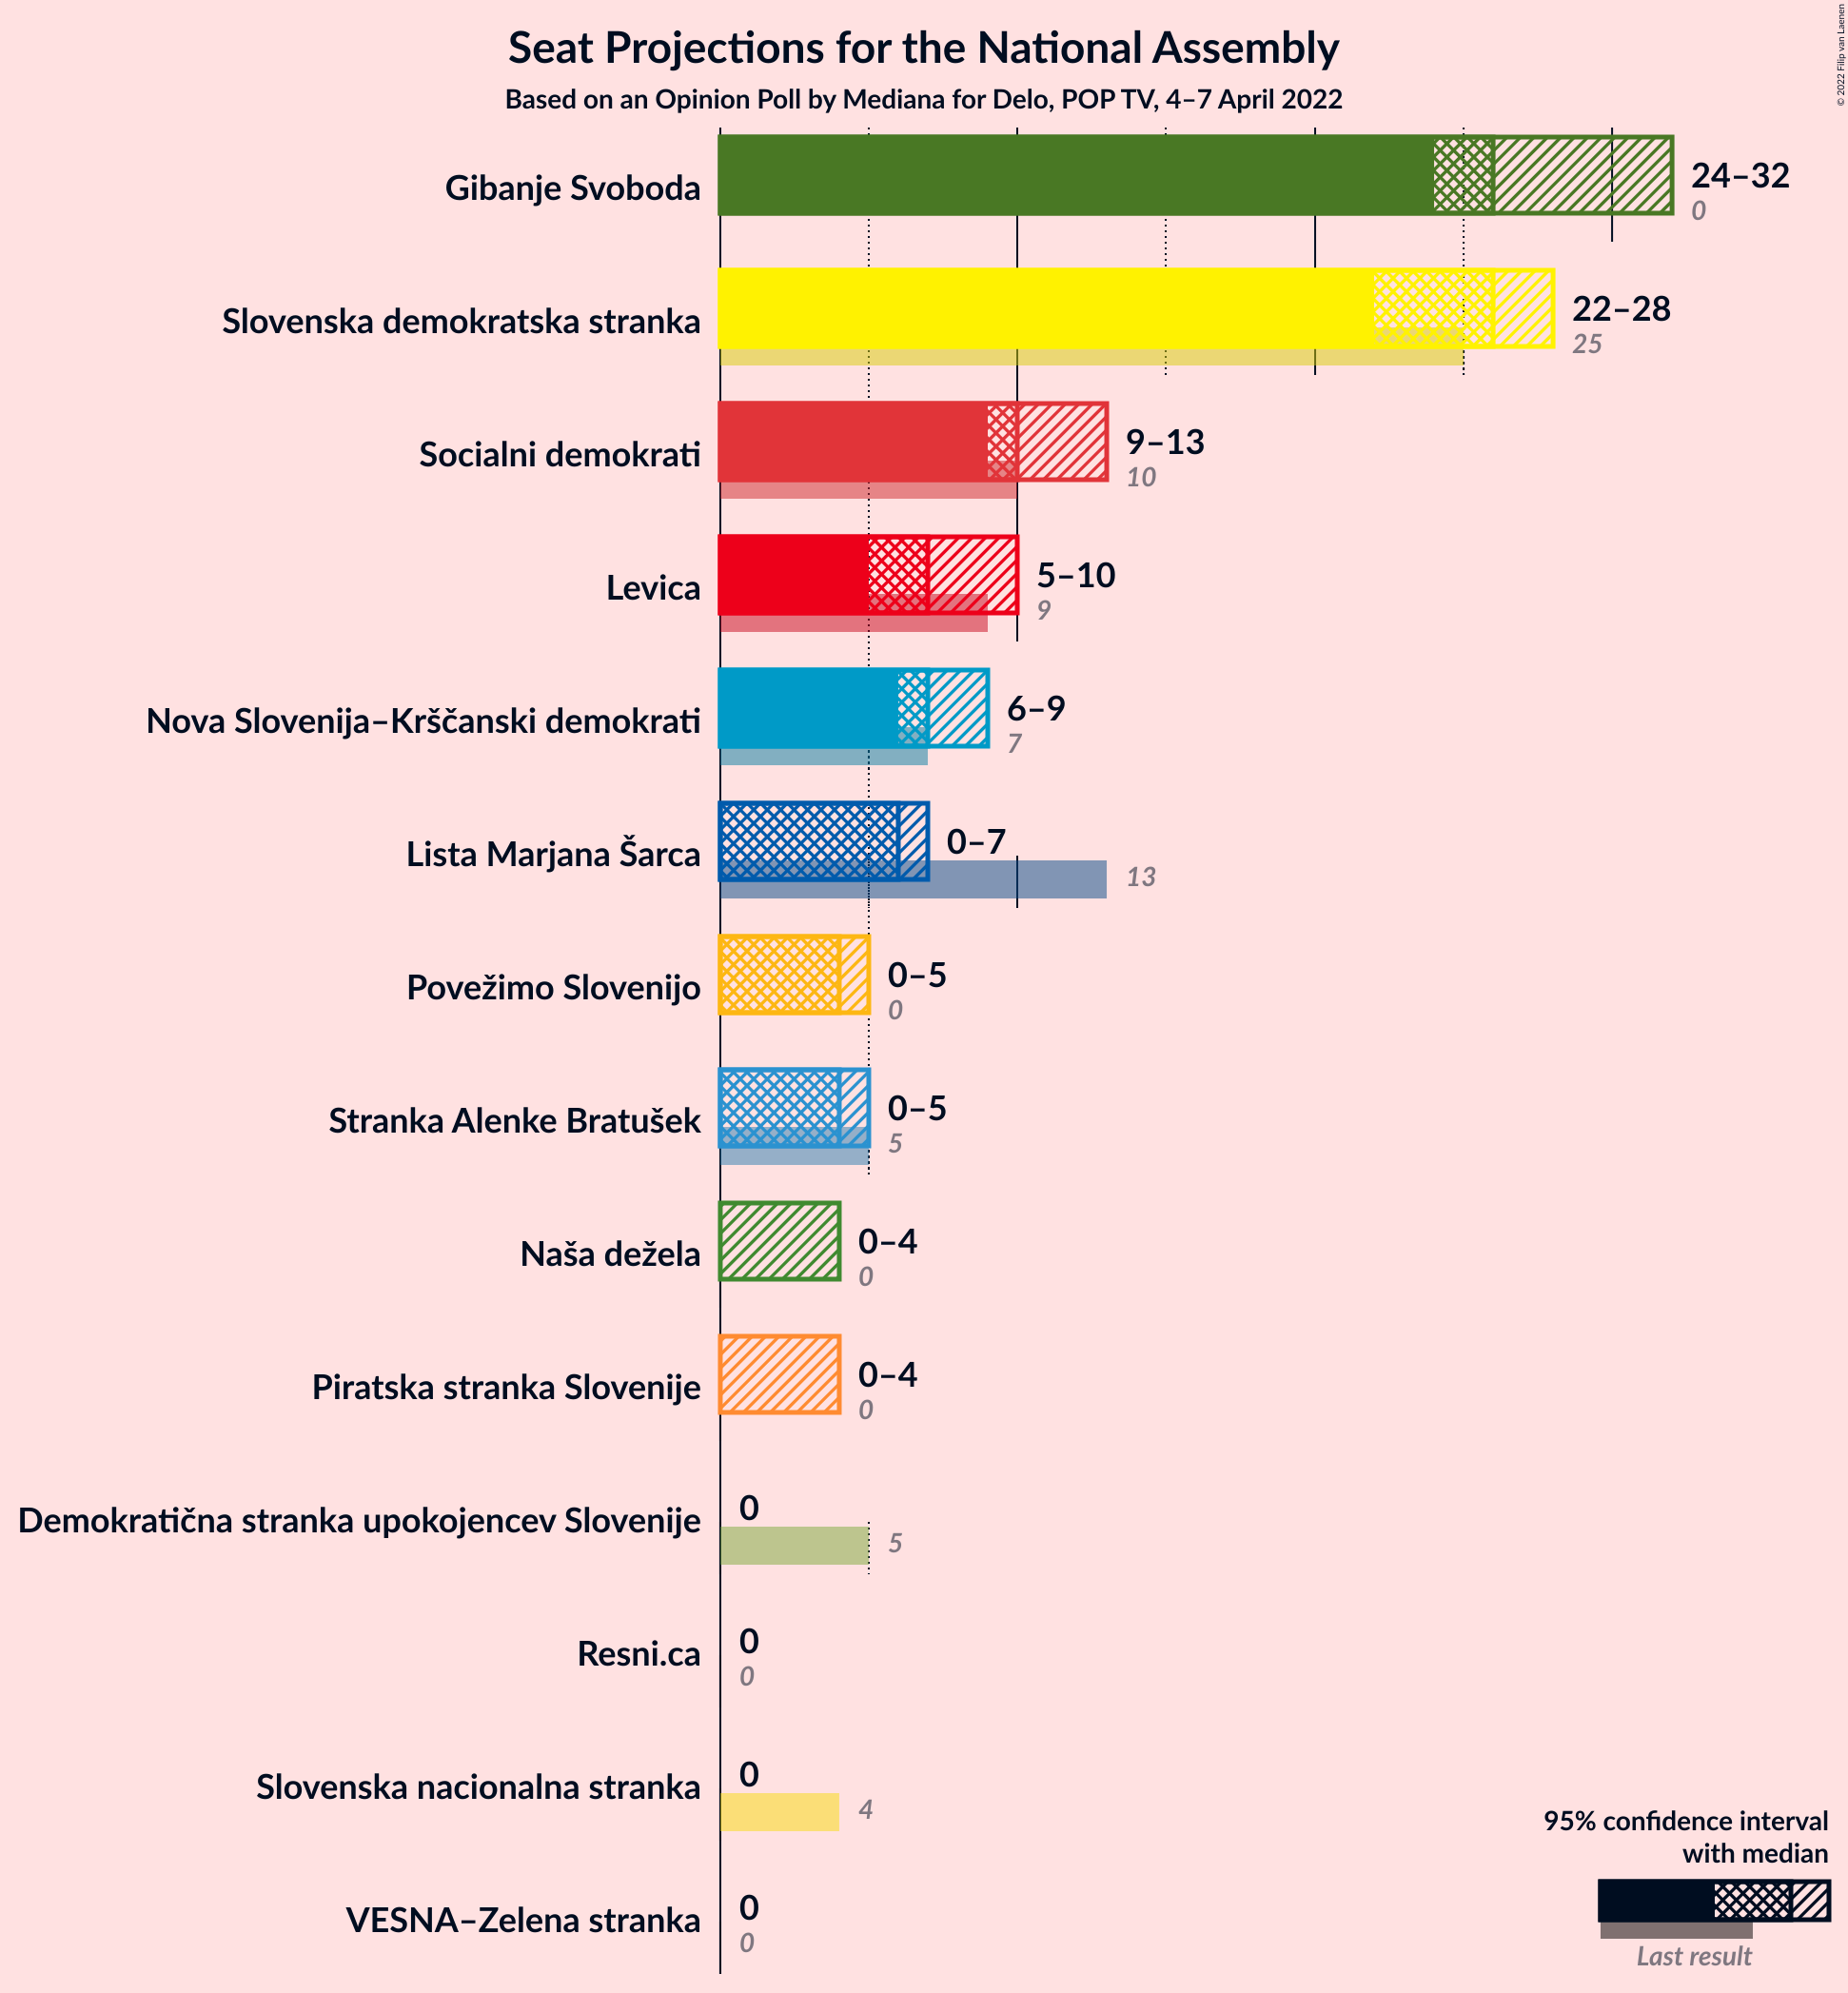 Seat Projections for the National Assembly
Based on an Opinion Poll by Mediana for Delo, POP TV, 4–7 April 2022
© 2022 Filip van Laenen
Gibanje Svoboda
24–32
0
Slovenska demokratska stranka
22–28
25
Socialni demokrati
9–13
10
Levica
5–10
9
Nova Slovenija–Krščanski demokrati
6–9
7
Lista Marjana Šarca
0–7
13
Povežimo Slovenijo
0–5
0
Stranka Alenke Bratušek
0–5
5
Naša dežela
0–4
0
Piratska stranka Slovenije
0–4
0
Demokratična stranka upokojencev Slovenije
0
5
Resni.ca
0
0
Slovenska nacionalna stranka
0
4
VESNA–Zelena stranka
0
0
95% confidence interval
with median
Last result